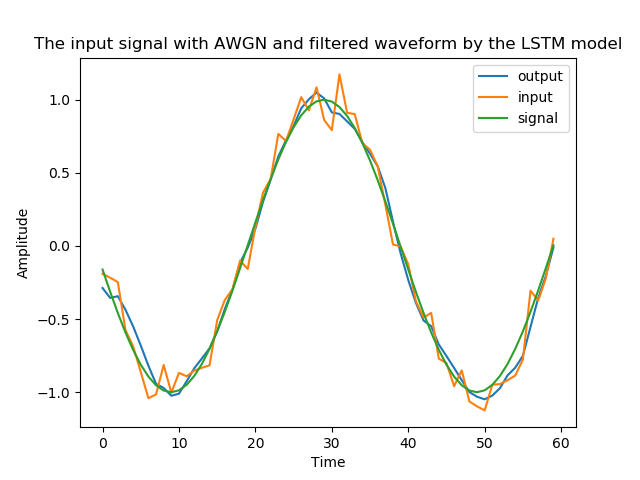 The input signal with AWGN and filtered waveform by the LSTM model
output
input
signal
Amplitude
1.0
0.5
0.0
−0.5
−1.0
0 10 20 30 40 50 60
Time